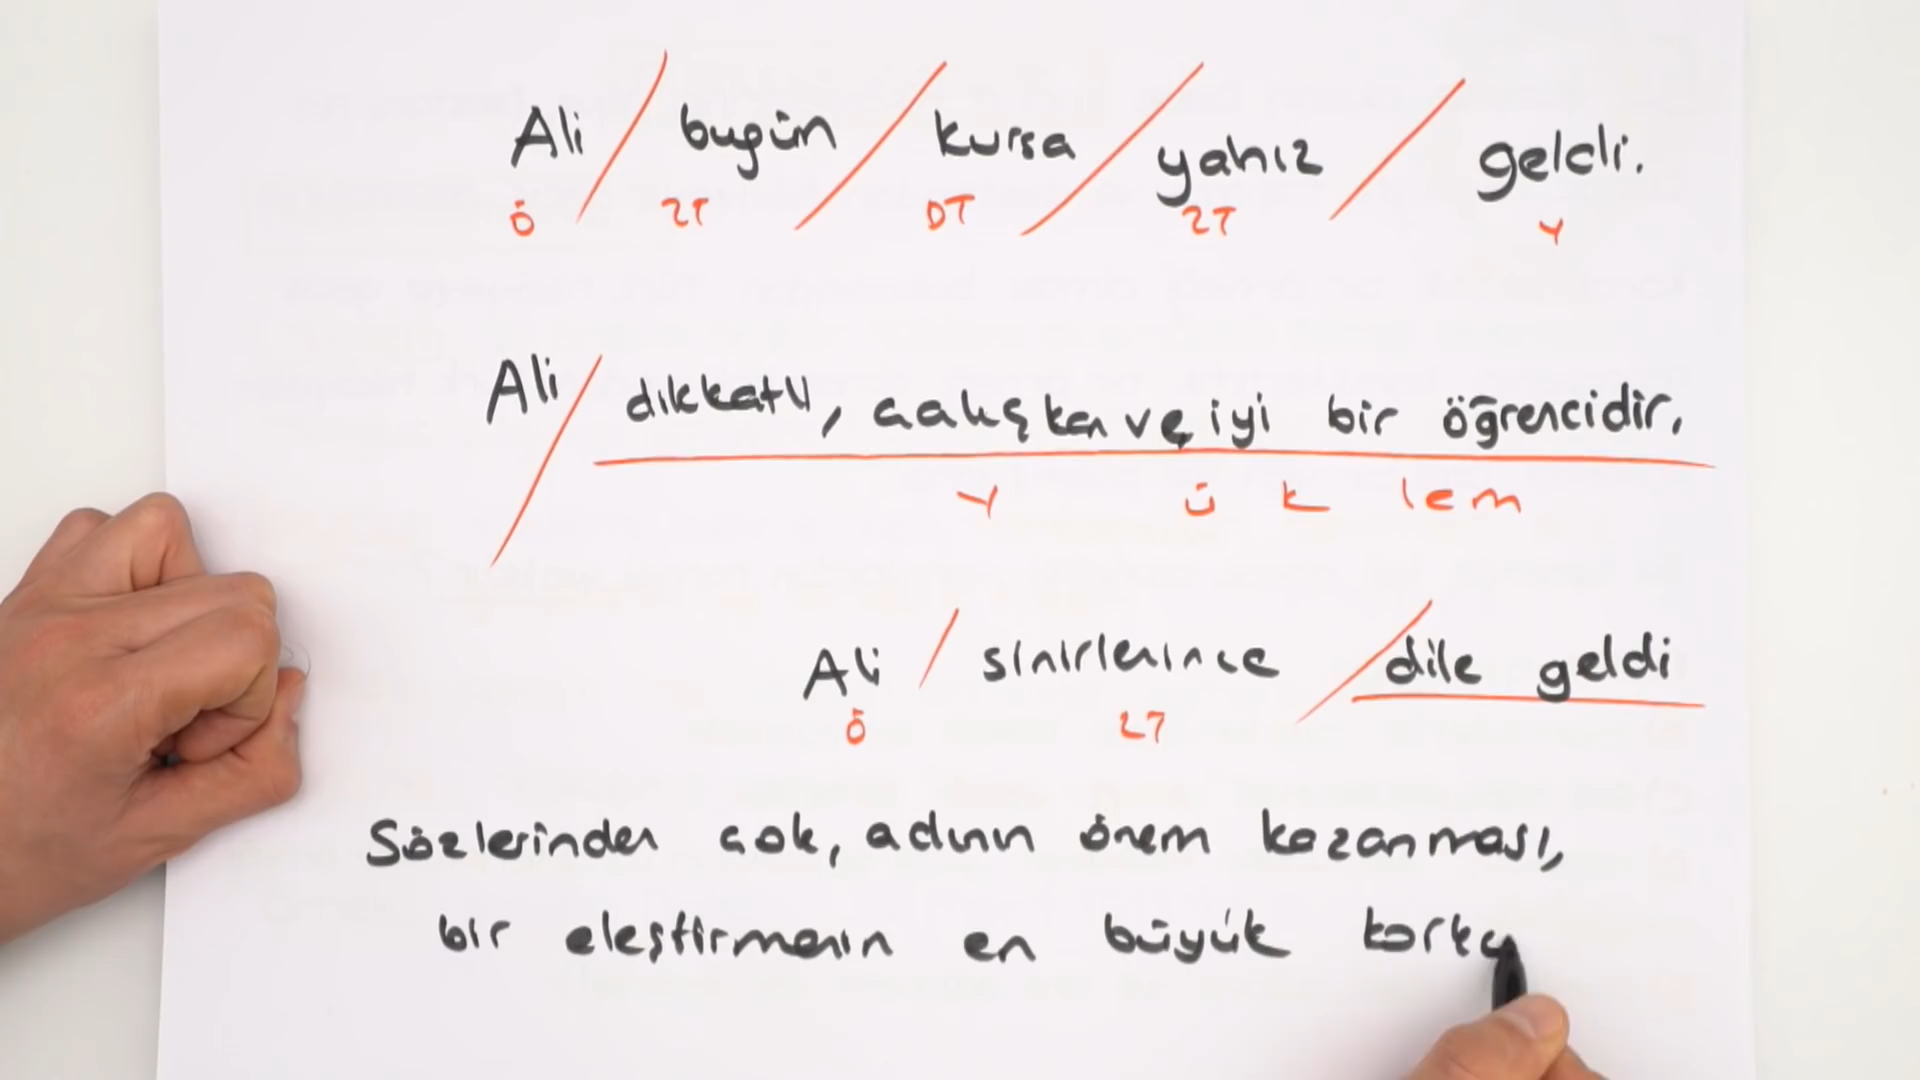 Ali / bugün / kursa / yalnız / geldi.
Ö ZT DT ZT Y
Ali / dikkatli, çalışkan ve iyi bir öğrencidir.
Y ü k lem
Ali / sinirlenince / dile geldi
Ö ZT
Sözlerinden çok, adının önem kazanması,
bir eleştirmenin en büyük korku